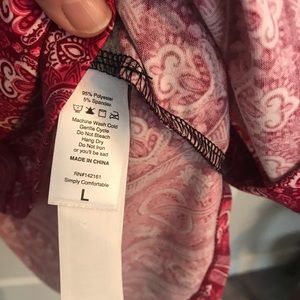 95% Polyester
5% Spandex
Machine Wash Cold
Gentle Cycle
Do Not Bleach
Hang Dry
Do Not Iron
or you'll be sad
MADE IN CHINA
RN#142161
Simply Comfortable
L